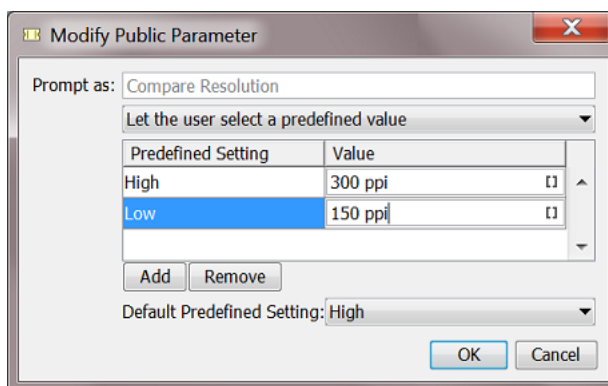 Modify Public Parameter
Prompt as: Compare Resolution
Let the user select a predefined value
Predefined Setting Value
High 300 ppi
Low 150 ppi
Add Remove
Default Predefined Setting: High
OK Cancel